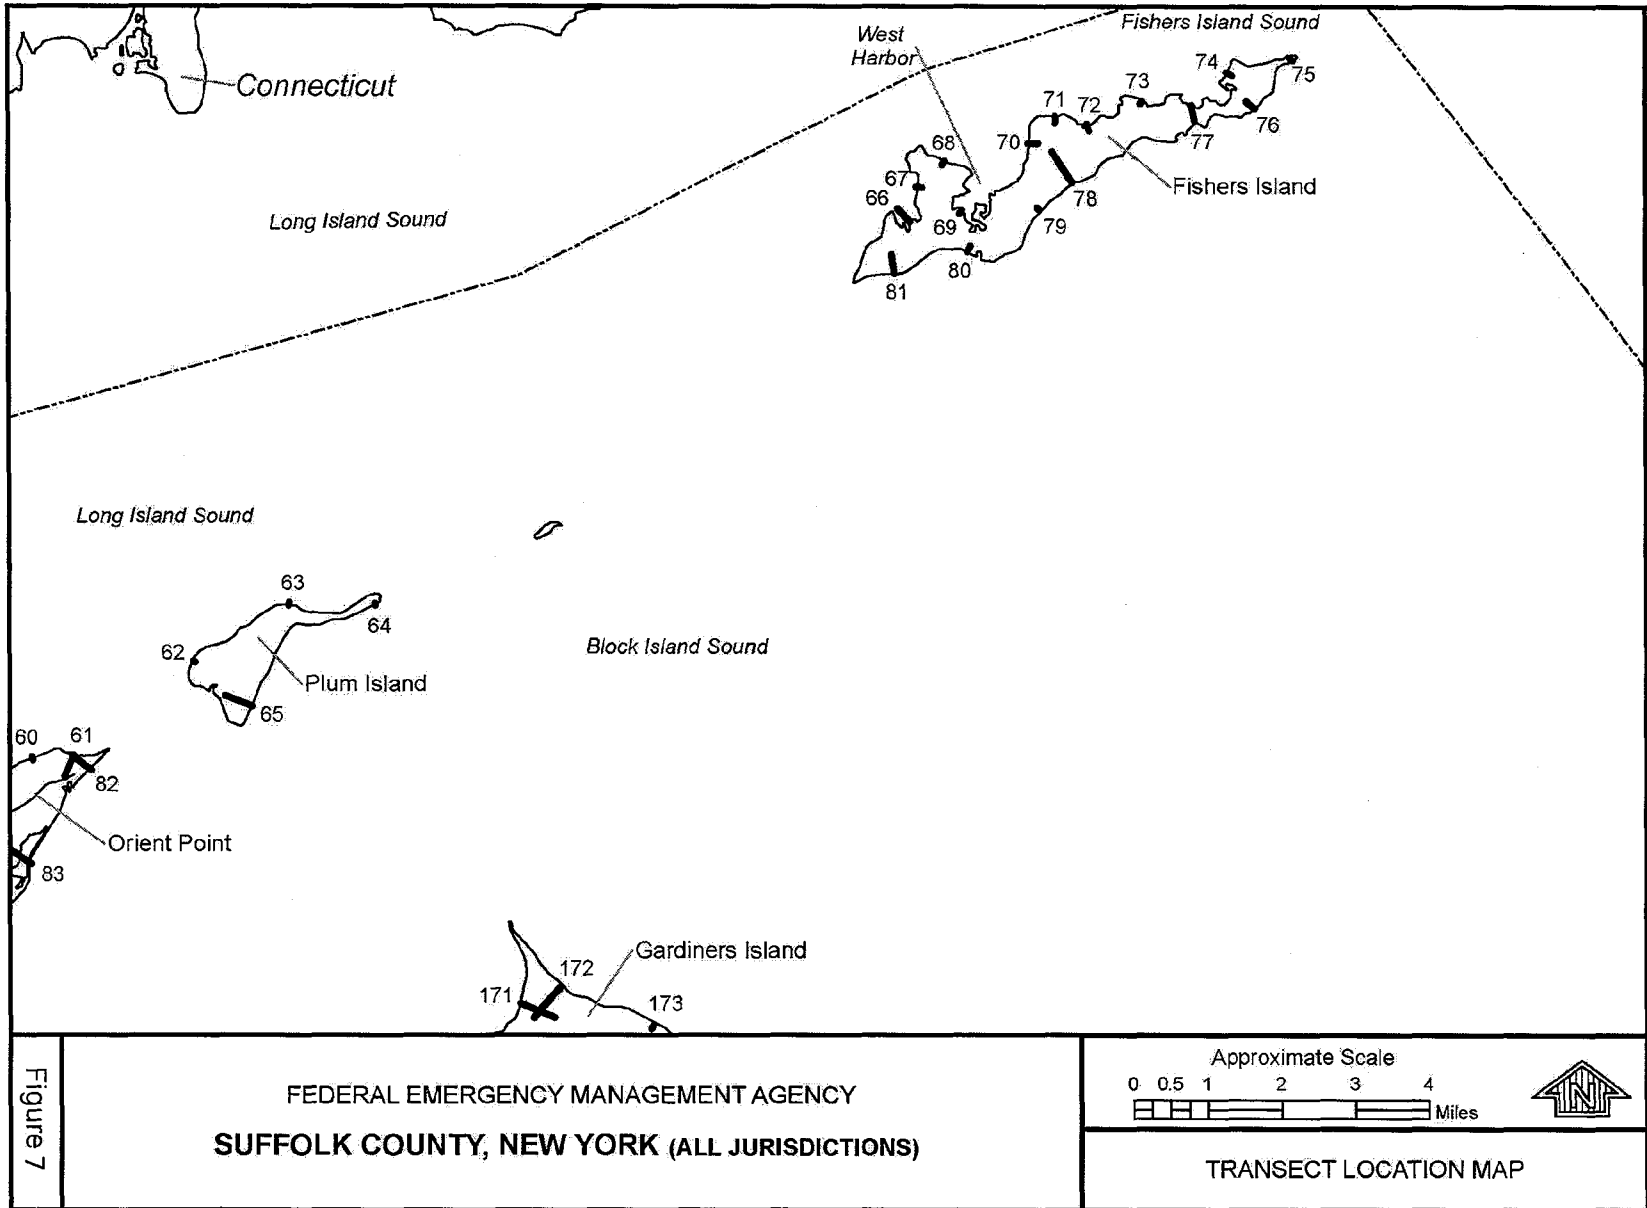 Fishers Island Sound
West
Harbor
74
75
Connecticut
73
71
72
76
77
70
68
67
Fishers Island
78
66
69
79
Long Island Sound
80
81
Long Island Sound
63
64
62
Block Island Sound
Plum Island
65
60
61
82
Orient Point
83
Gardiners Island
172
171
173
Figure 7
FEDERAL EMERGENCY MANAGEMENT AGENCY
SUFFOLK COUNTY, NEW YORK (ALL JURISDICTIONS)
Approximate Scale
0 0.5 1 2 3 4
Miles
N
TRANSECT LOCATION MAP